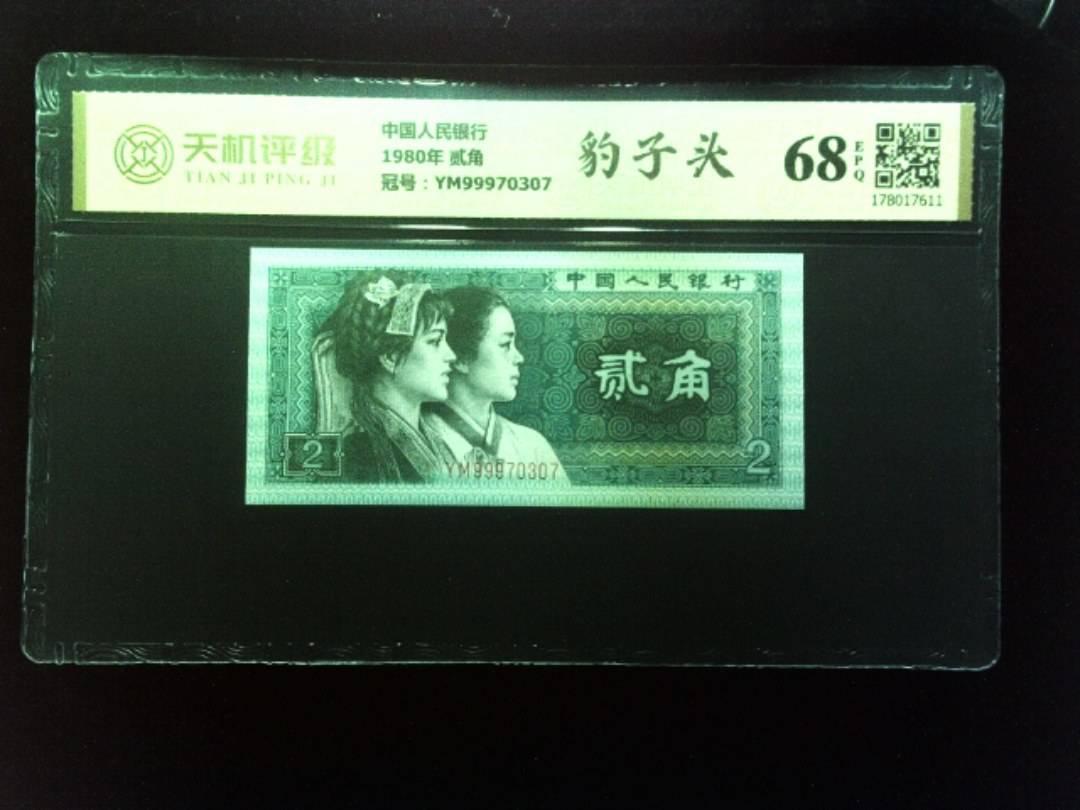 天机评级
TIAN JI PING JI
中国人民银行
1980年 贰角
冠号：YM99970307
豹子头
68
EPQ
178017611
中国人民银行
贰角
2
YM99970307
2